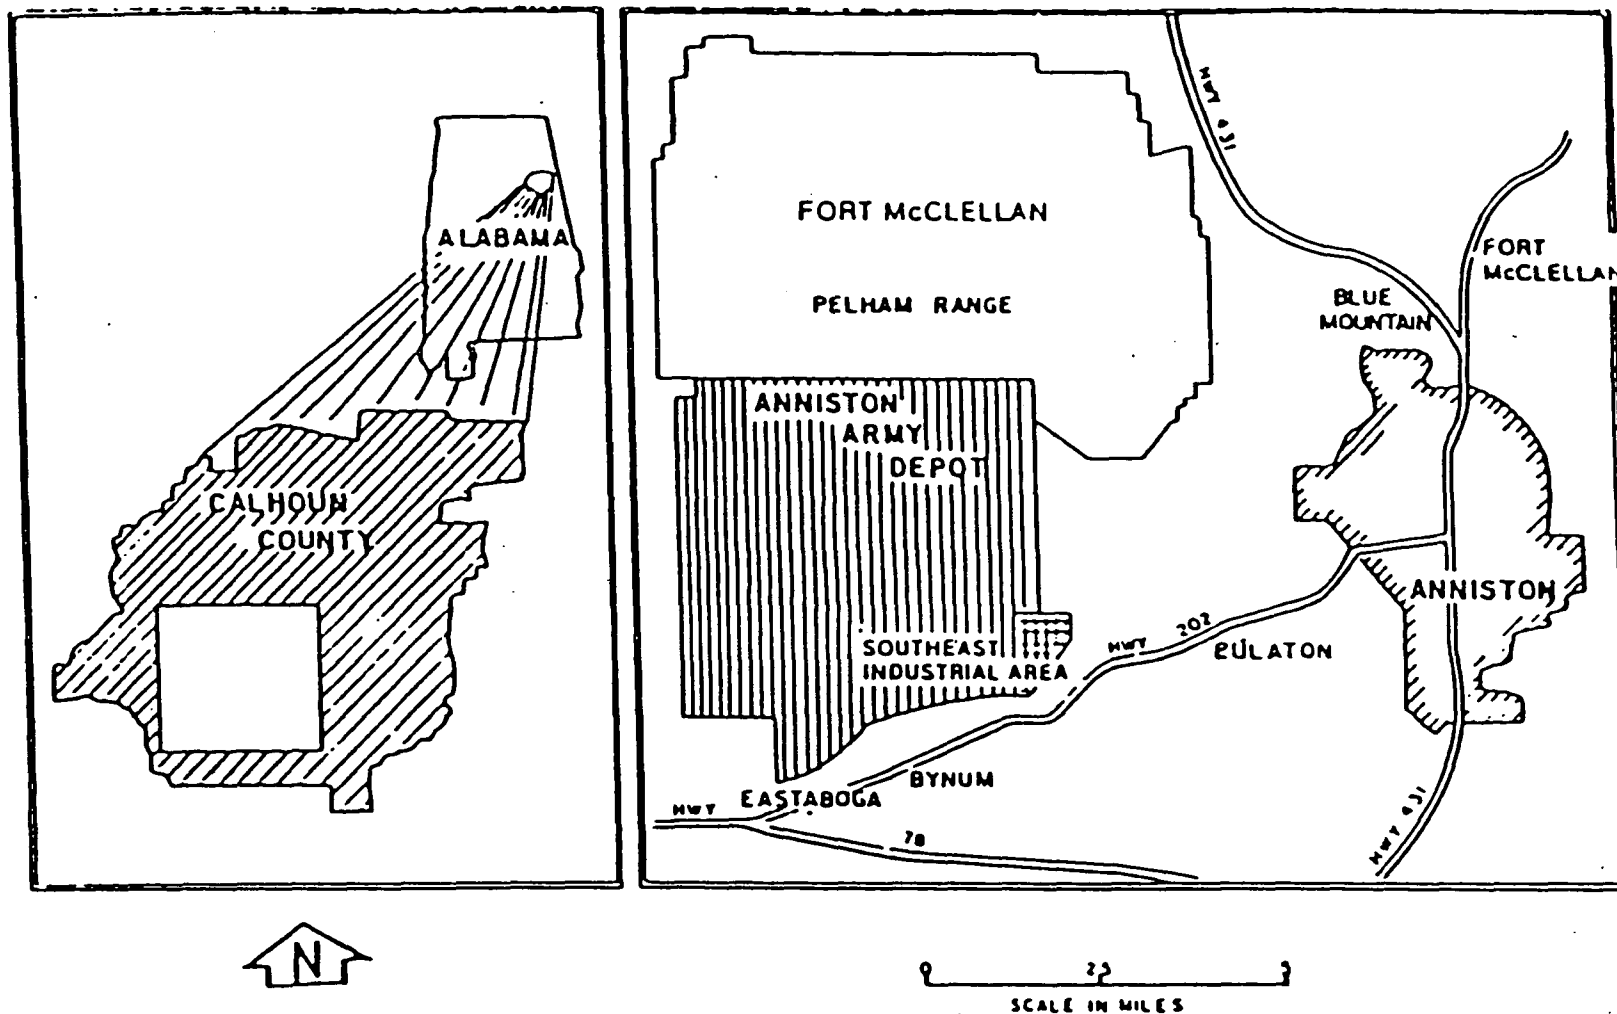 ALABAMA
CALHOUN
COUNTY
N
HWY 431
FORT McCLELLAN
PELHAM RANGE
FORT
McCLELLAN
BLUE
MOUNTAIN
ANNISTON
ARMY
DEPOT
ANNISTON
SOUTHEAST
INDUSTRIAL AREA
HWY 202
EULATON
BYNUM
EASTABOGA
HWY 78
HWY 431
0 2.5 5
SCALE IN MILES